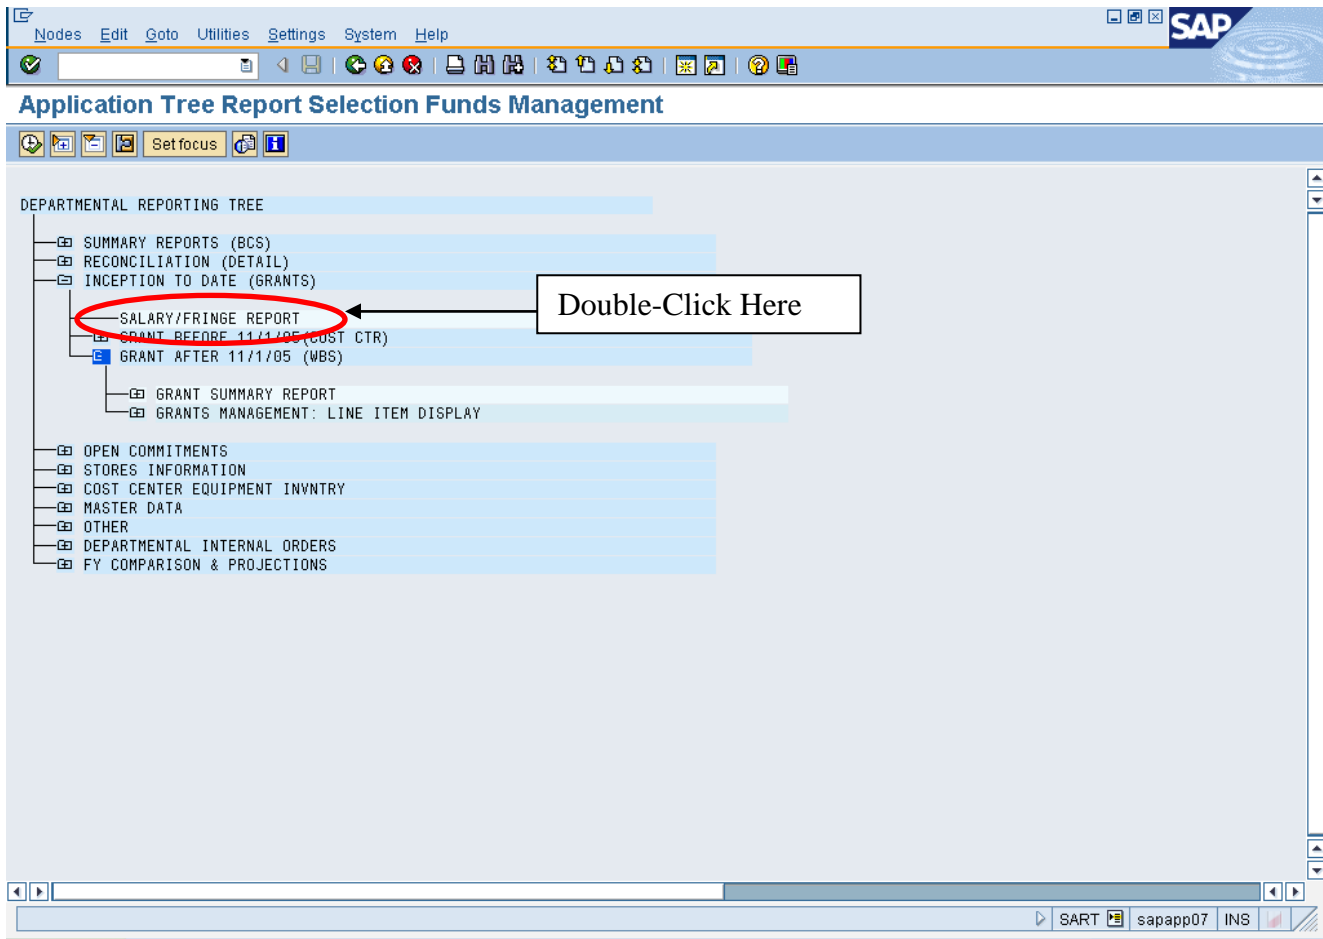 Nodes Edit Goto Utilities Settings System Help
SAP
Application Tree Report Selection Funds Management
Set focus
DEPARTMENTAL REPORTING TREE
SUMMARY REPORTS (BCS)
RECONCILIATION (DETAIL)
INCEPTION TO DATE (GRANTS)
Double-Click Here
SALARY/FRINGE REPORT
GRANT BEFORE 11/1/05(COST CTR)
GRANT AFTER 11/1/05 (WBS)
GRANT SUMMARY REPORT
GRANTS MANAGEMENT: LINE ITEM DISPLAY
OPEN COMMITMENTS
STORES INFORMATION
COST CENTER EQUIPMENT INVNTRY
MASTER DATA
OTHER
DEPARTMENTAL INTERNAL ORDERS
FY COMPARISON & PROJECTIONS
SART sapapp07 INS